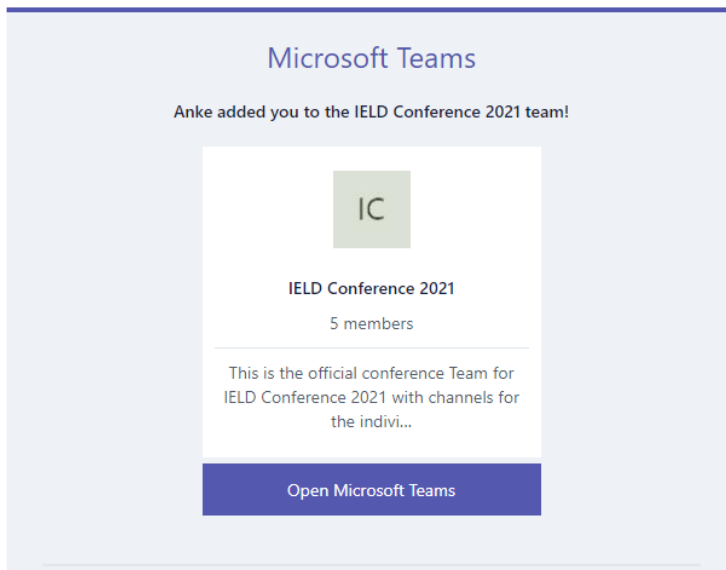 Microsoft Teams
Anke added you to the IELD Conference 2021 team!
IC
IELD Conference 2021
5 members
This is the official conference Team for
IELD Conference 2021 with channels for
the indivi...
Open Microsoft Teams